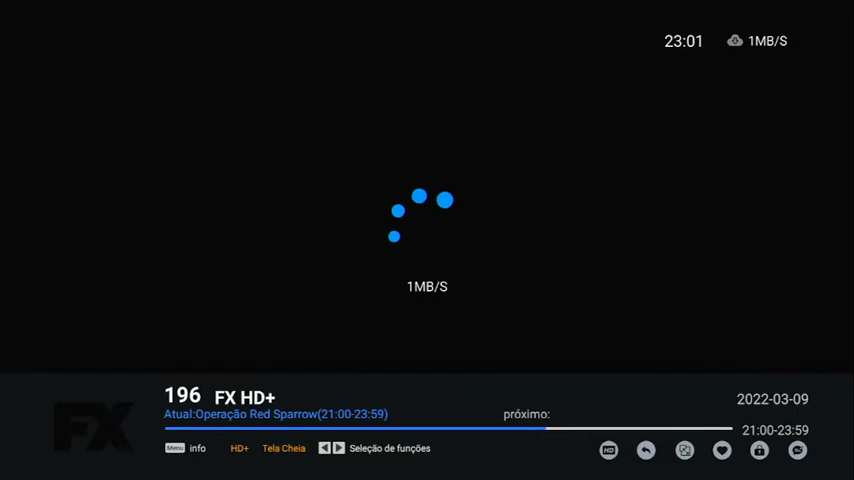 23:01 1MB/S
1MB/S
196 FX HD+
2022-03-09
Atual:Operação Red Sparrow(21:00-23:59) próximo:
21:00-23:59
FX
Menu info HD+ Tela Cheia Seleção de funções HD